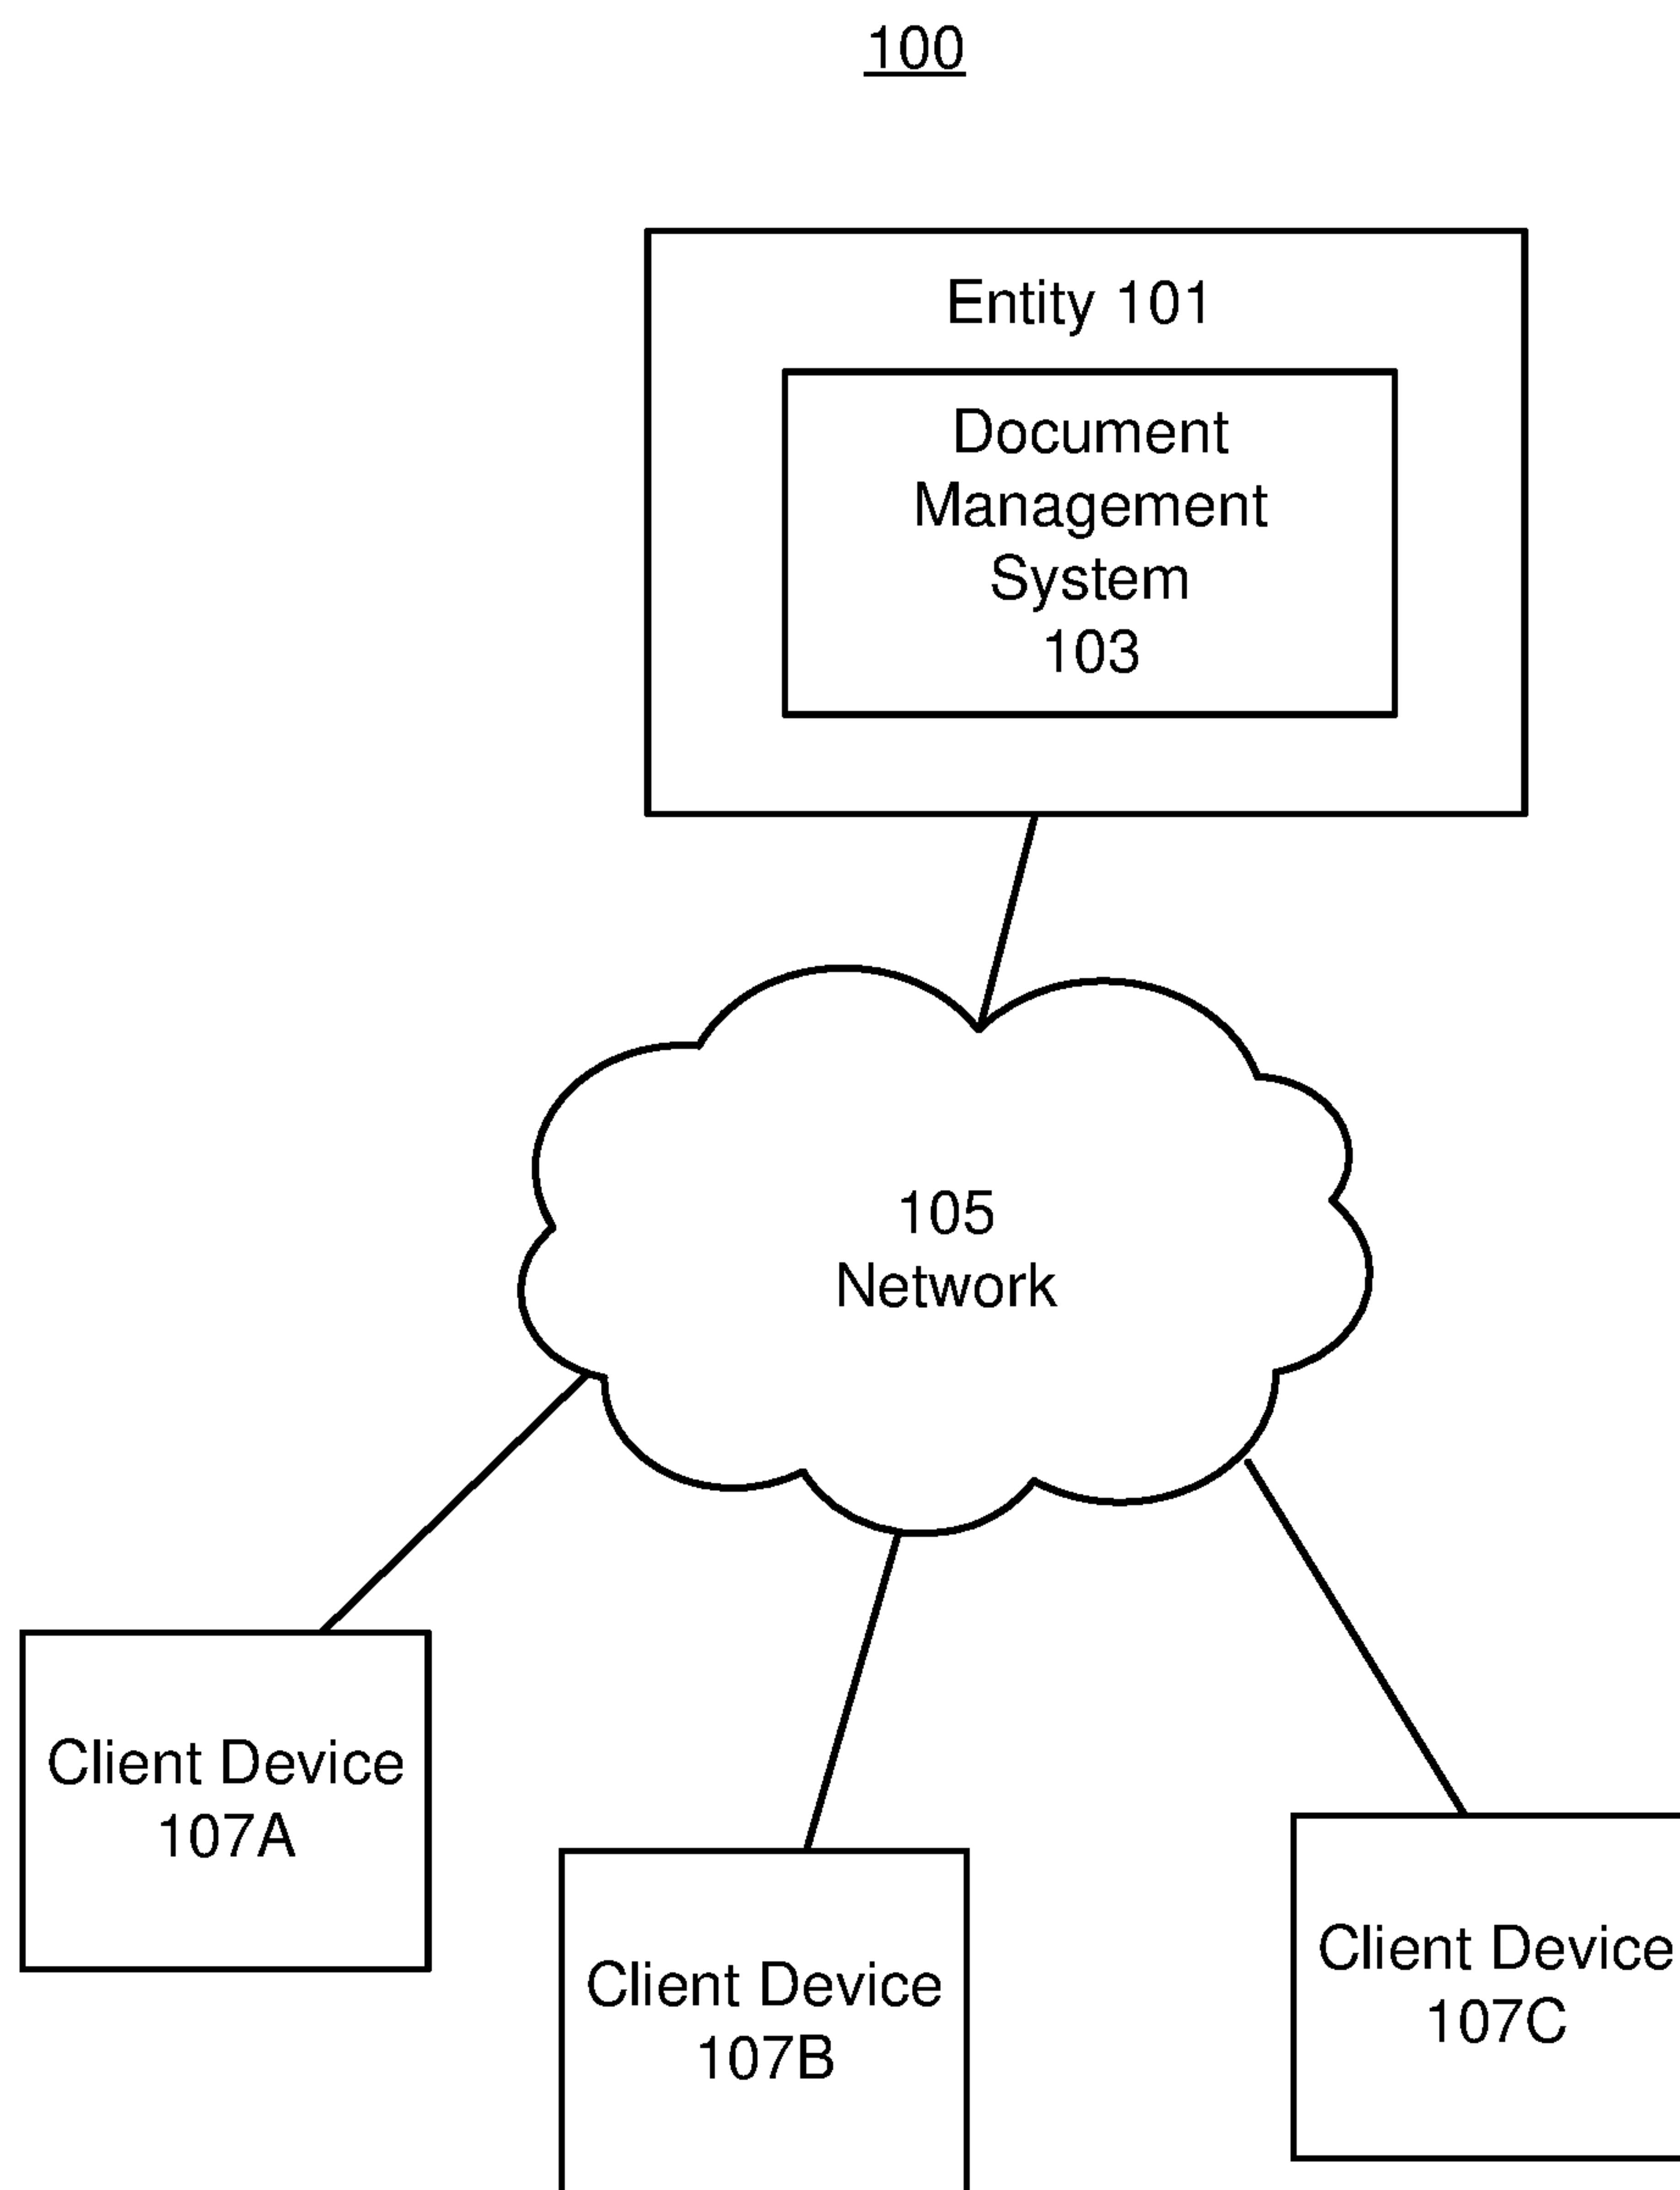 100
Entity 101
Document
Management
System
103
105
Network
Client Device
107A
Client Device
107B
Client Device
107C